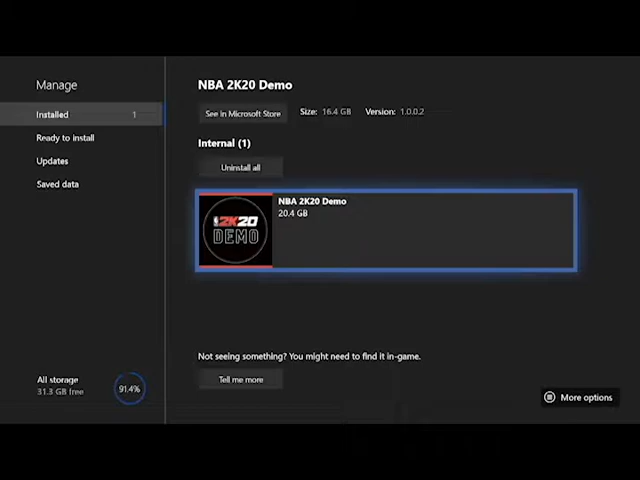 Manage
Installed 1
Ready to install
Updates
Saved data
All storage
31.3 GB free
91.4%
NBA 2K20 Demo
See in Microsoft Store Size: 16.4 GB Version: 1.0.0.2
Internal (1)
Uninstall all
2K20
DEMO
NBA 2K20 Demo
20.4 GB
Not seeing something? You might need to find it in-game.
Tell me more
More options